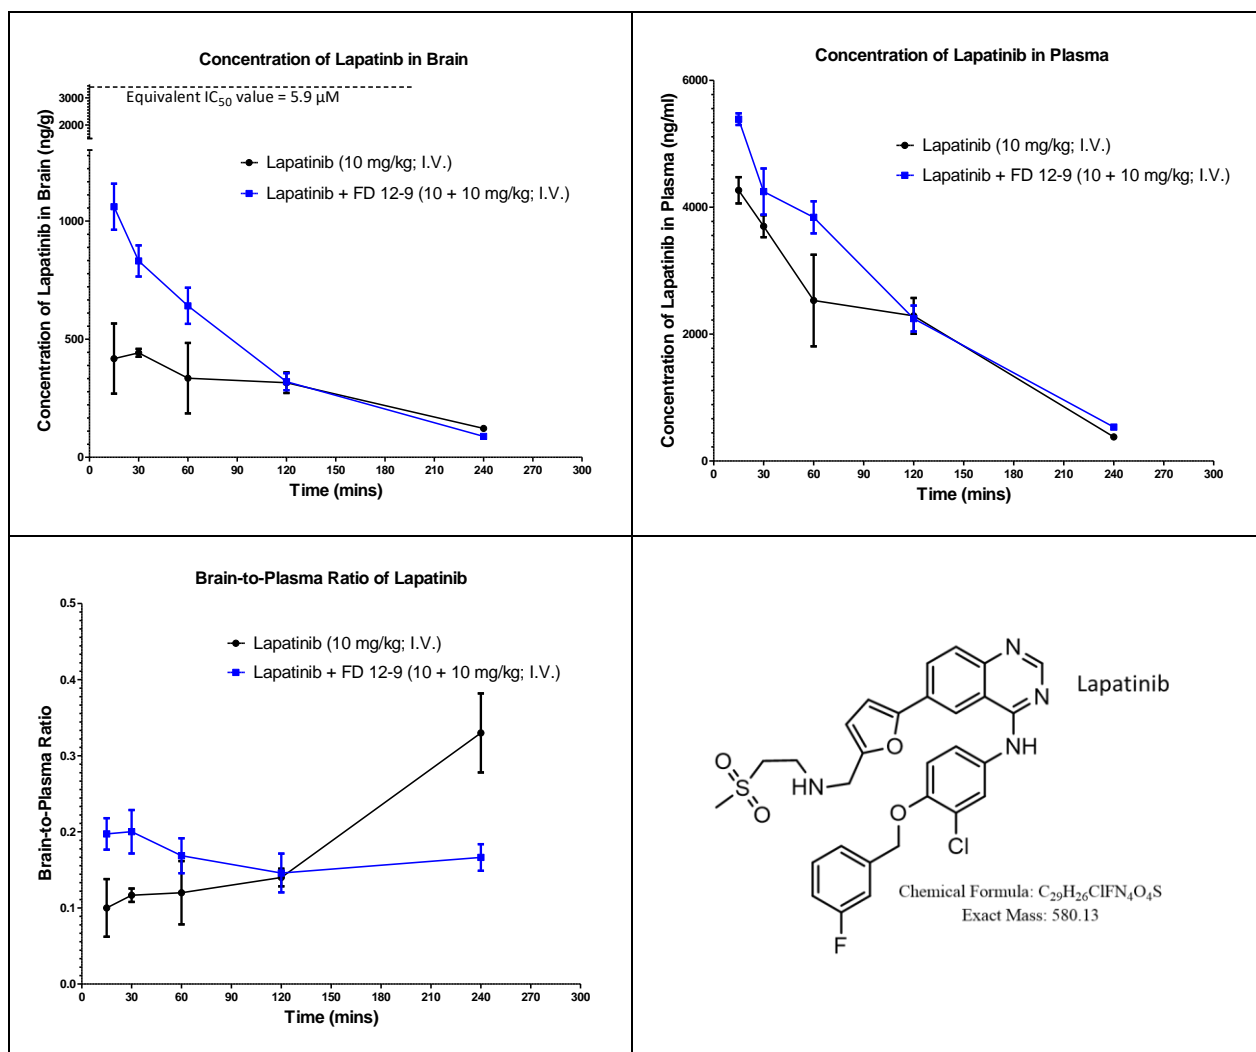 Concentration of Lapatinb in Brain
Concentration of Lapatinib in Brain (ng/g)
3000
2000
1000
500
0
Equivalent IC50 value = 5.9 µM
Lapatinib (10 mg/kg; I.V.)
Lapatinib + FD 12-9 (10 + 10 mg/kg; I.V.)
0 30 60 90 120 150 180 210 240 270 300
Time (mins)
Concentration of Lapatinib in Plasma
Concentration of Lapatinib in Plasma (ng/ml)
6000
4000
2000
0
Lapatinib (10 mg/kg; I.V.)
Lapatinib + FD 12-9 (10 + 10 mg/kg; I.V.)
0 30 60 90 120 150 180 210 240 270 300
Time (mins)
Brain-to-Plasma Ratio of Lapatinib
Brain-to-Plasma Ratio
0.5
0.4
0.3
0.2
0.1
0.0
Lapatinib (10 mg/kg; I.V.)
Lapatinib + FD 12-9 (10 + 10 mg/kg; I.V.)
0 30 60 90 120 150 180 210 240 270 300
Time (mins)
N
N
Lapatinib
NH
O
HN
O
S
O
O
Cl
F
Chemical Formula: C29H26ClFN4O4S
Exact Mass: 580.13